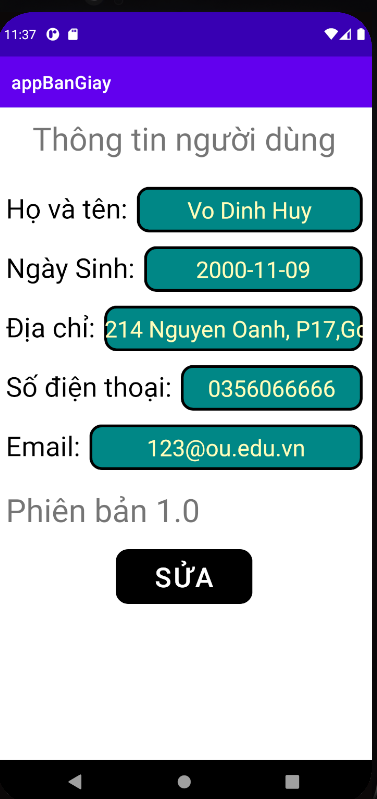 11:37
appBanGiay
Thông tin người dùng
Họ và tên: Vo Dinh Huy
Ngày Sinh: 2000-11-09
Địa chỉ: 214 Nguyen Oanh, P17,Go
Số điện thoại: 0356066666
Email: 123@ou.edu.vn
Phiên bản 1.0
SỬA